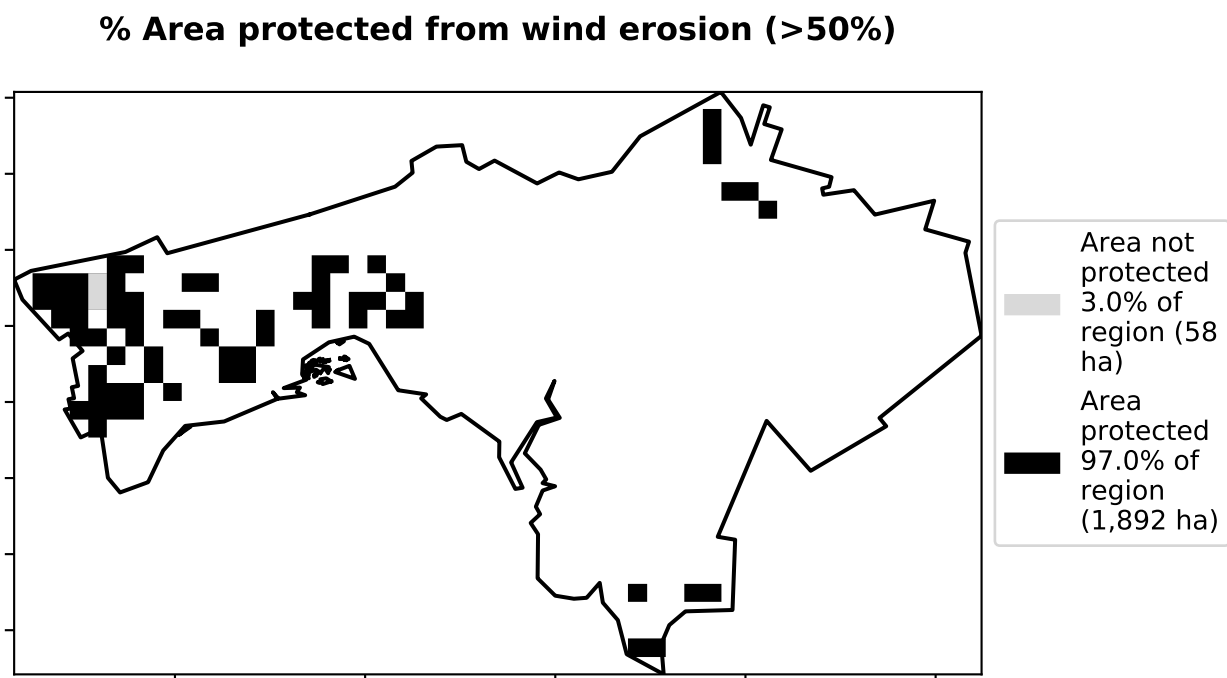 % Area protected from wind erosion (>50%)
Area not
protected
3.0% of
region (58
ha)
Area
protected
97.0% of
region
(1,892 ha)